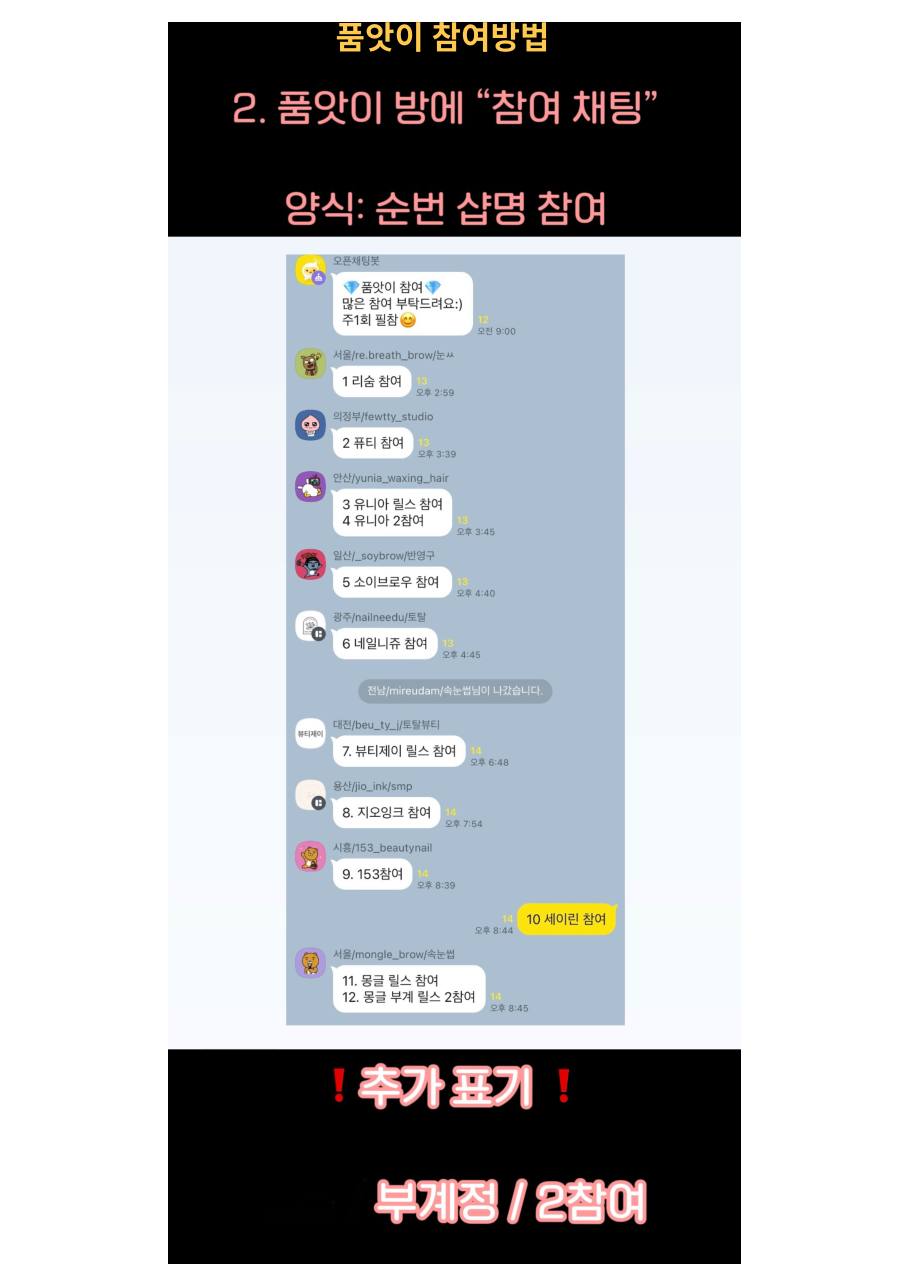 품앗이 참여방법
2. 품앗이 방에 “참여 채팅”
양식: 순번 샵명 참여
오픈채팅봇
💎품앗이 참여💎
많은 참여 부탁드려요:)
주1회 필참😊
12
오전 9:00
서울/re.breath_brow/눈ㅆ
1 리숨 참여
13
오후 2:59
의정부/fewtty_studio
2 퓨티 참여
13
오후 3:39
안산/yunia_waxing_hair
3 유니아 릴스 참여
4 유니아 2참여
13
오후 3:45
일산/_soybrow/반영구
5 소이브로우 참여
13
오후 4:40
광주/nailneedu/토탈
6 네일니쥬 참여
13
오후 4:45
전남/mireudam/속눈썹님이 나갔습니다.
뷰티제이
대전/beu_ty_j/토탈뷰티
7. 뷰티제이 릴스 참여
14
오후 6:48
용산/jio_ink/smp
8. 지오잉크 참여
14
오후 7:54
시흥/153_beautynail
9. 153참여
14
오후 8:39
10 세이린 참여
14
오후 8:44
서울/mongle_brow/속눈썹
11. 몽글 릴스 참여
12. 몽글 부계 릴스 2참여
14
오후 8:45
❗추가 표기 ❗
부계정 / 2참여